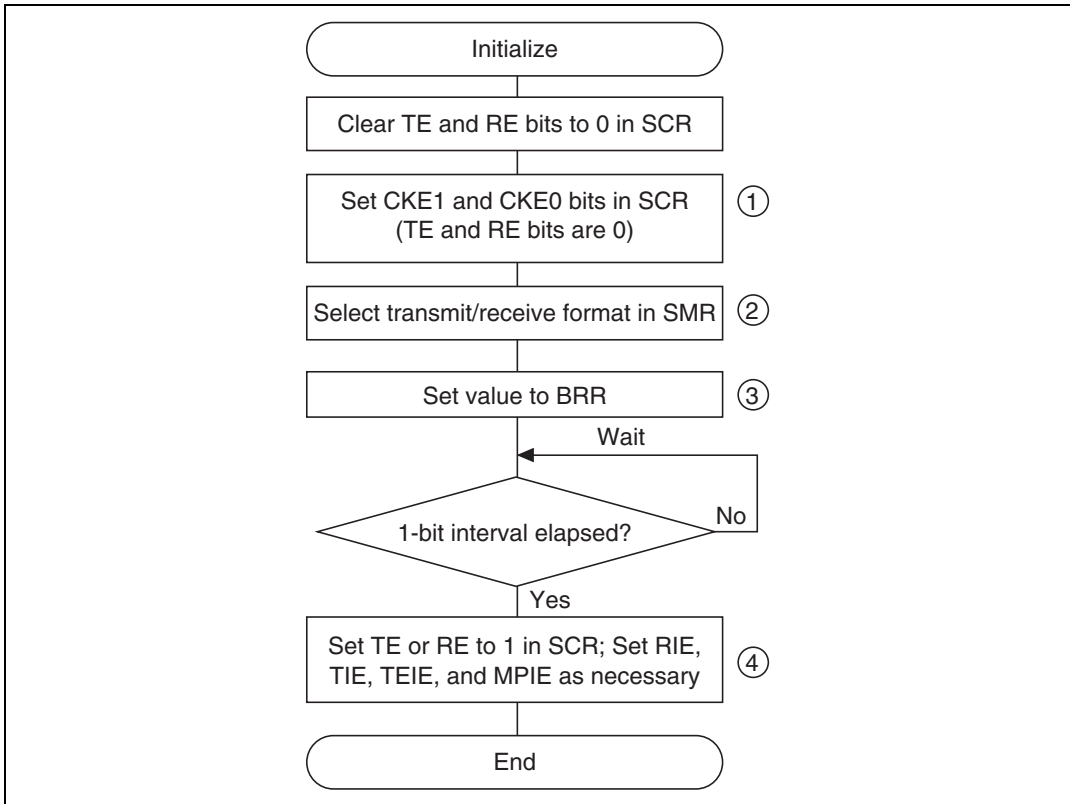 Initialize
Clear TE and RE bits to 0 in SCR
Set CKE1 and CKE0 bits in SCR
(TE and RE bits are 0)
1
Select transmit/receive format in SMR
2
Set value to BRR
3
Wait
1-bit interval elapsed?
No
Yes
Set TE or RE to 1 in SCR; Set RIE,
TIE, TEIE, and MPIE as necessary
4
End